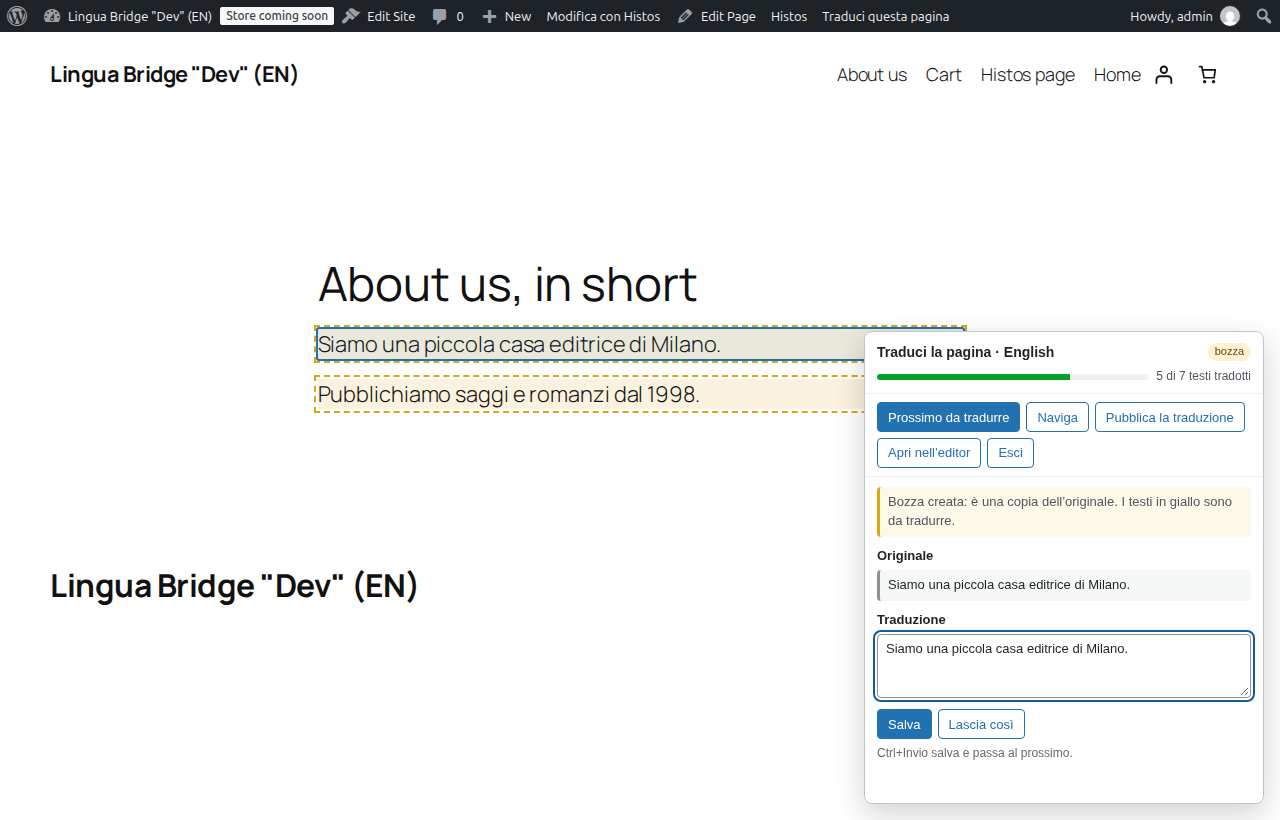 Lingua Bridge "Dev" (EN) Store coming soon Edit Site 0 New Modifica con Histos Edit Page Histos Traduci questa pagina Howdy, admin
Lingua Bridge "Dev" (EN) About us Cart Histos page Home
About us, in short
Siamo una piccola casa editrice di Milano.
Pubblichiamo saggi e romanzi dal 1998.
Traduci la pagina · English bozza
5 di 7 testi tradotti
Prossimo da tradurre Naviga Pubblica la traduzione
Apri nell’editor Esci
Bozza creata: è una copia dell’originale. I testi in giallo sono
da tradurre.
Originale
Siamo una piccola casa editrice di Milano.
Traduzione
Siamo una piccola casa editrice di Milano.
Salva Lascia così
Ctrl+Invio salva e passa al prossimo.
Lingua Bridge "Dev" (EN)